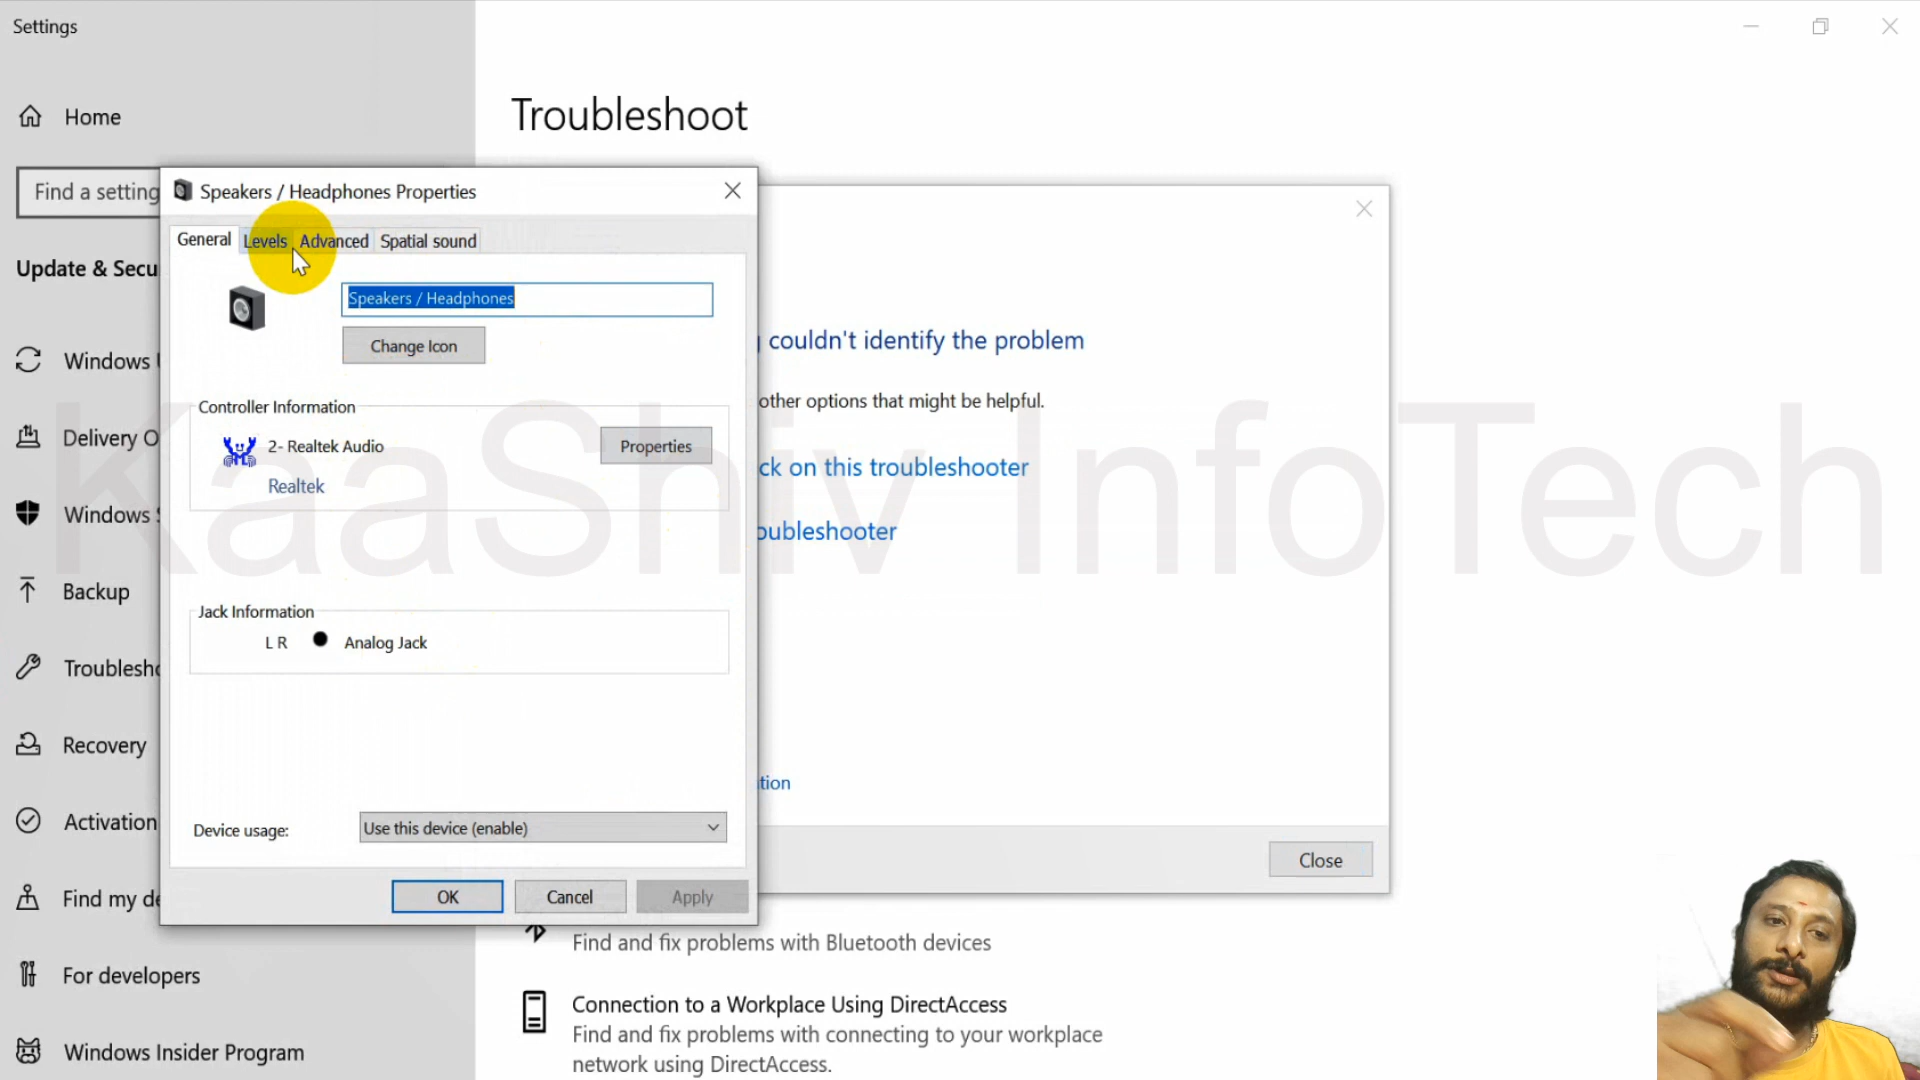 Settings
Home
Find a setting
Update & Secu
Windows
Delivery O
Windows S
Backup
Troublesho
Recovery
Activation
Find my de
For developers
Windows Insider Program
Troubleshoot
Speakers / Headphones Properties
General Levels Advanced Spatial sound
Speakers / Headphones
Change Icon
Controller Information
2- Realtek Audio
Properties
Realtek
Jack Information
L R Analog Jack
Device usage:
Use this device (enable)
OK Cancel Apply
couldn't identify the problem
other options that might be helpful.
ck on this troubleshooter
oubleshooter
tion
Close
Find and fix problems with Bluetooth devices
Connection to a Workplace Using DirectAccess
Find and fix problems with connecting to your workplace
network using DirectAccess.
KaaShiv InfoTech